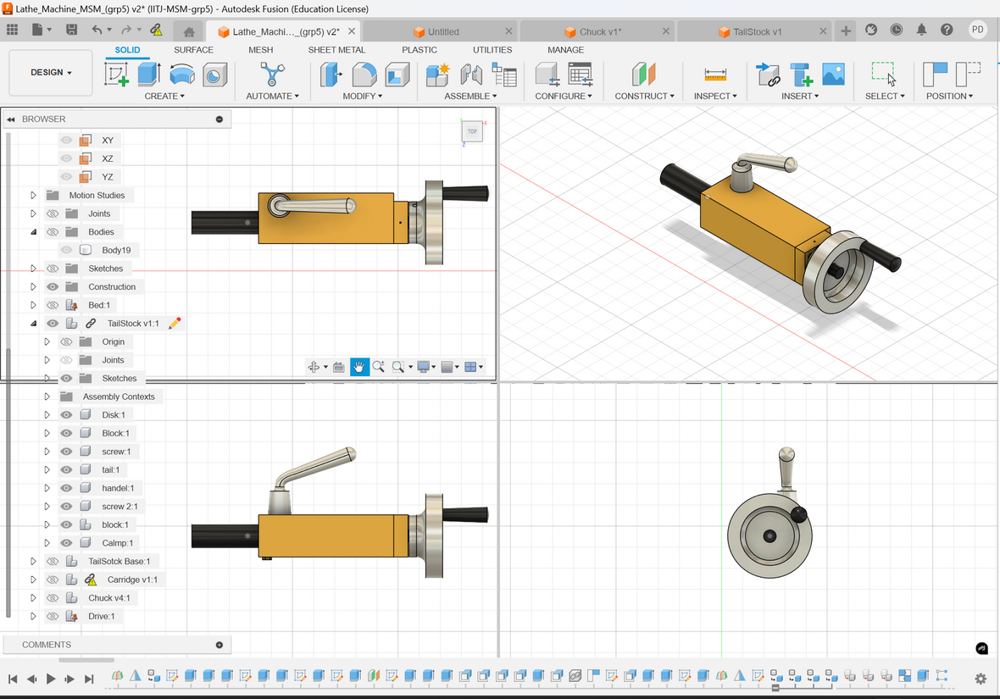 Lathe_Machine_MSM_(grp5) v2* (IITJ-MSM-grp5) - Autodesk Fusion (Education License)
Lathe_Machi..._(grp5) v2*
Untitled
Chuck v1*
TailStock v1
PD
DESIGN
SOLID
SURFACE
MESH
SHEET METAL
PLASTIC
UTILITIES
MANAGE
CREATE
AUTOMATE
MODIFY
ASSEMBLE
CONFIGURE
CONSTRUCT
INSPECT
INSERT
SELECT
POSITION
BROWSER
TOP
X
Z
XY
XZ
YZ
Motion Studies
Joints
Bodies
Body19
Sketches
Construction
Bed:1
TailStock v1:1
Origin
Joints
Sketches
Assembly Contexts
Disk:1
Block:1
screw:1
tail:1
handel:1
screw 2:1
block:1
Calmp:1
TailSotck Base:1
Carridge v1:1
Chuck v4:1
Drive:1
COMMENTS